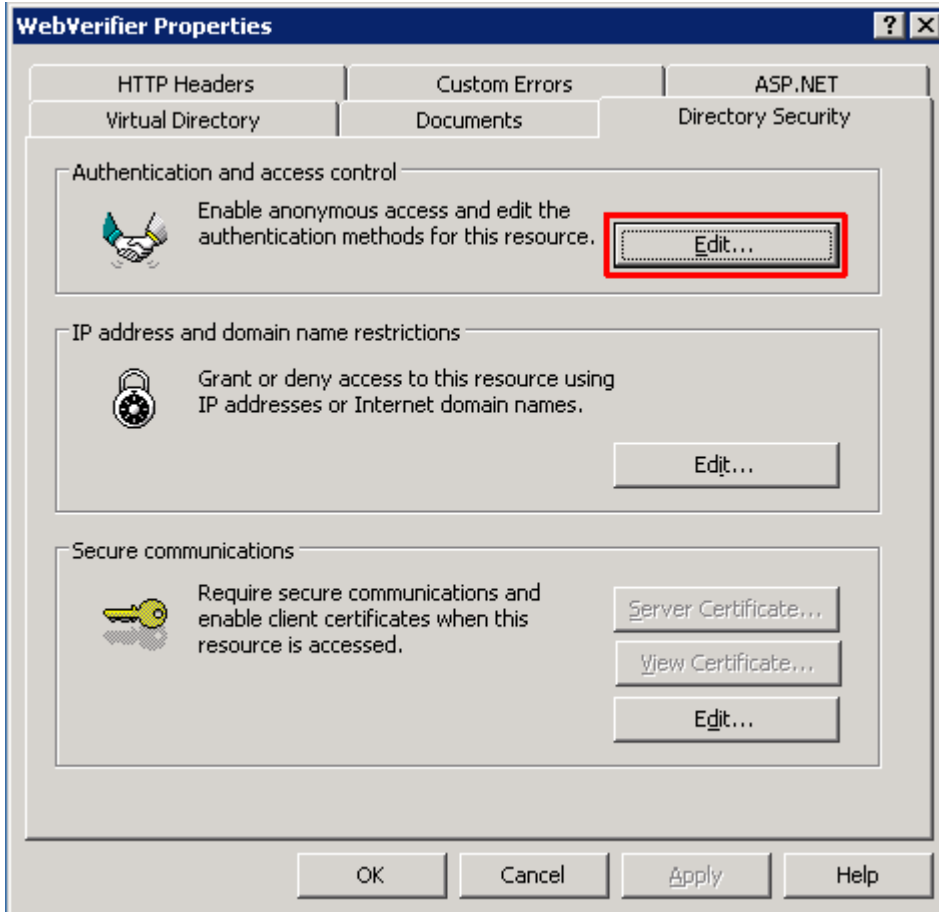 WebVerifier Properties
HTTP Headers
Custom Errors
ASP.NET
Virtual Directory
Documents
Directory Security
Authentication and access control
Enable anonymous access and edit the
authentication methods for this resource.
Edit...
IP address and domain name restrictions
Grant or deny access to this resource using
IP addresses or Internet domain names.
Edit...
Secure communications
Require secure communications and
enable client certificates when this
resource is accessed.
Server Certificate...
View Certificate...
Edit...
OK
Cancel
Apply
Help